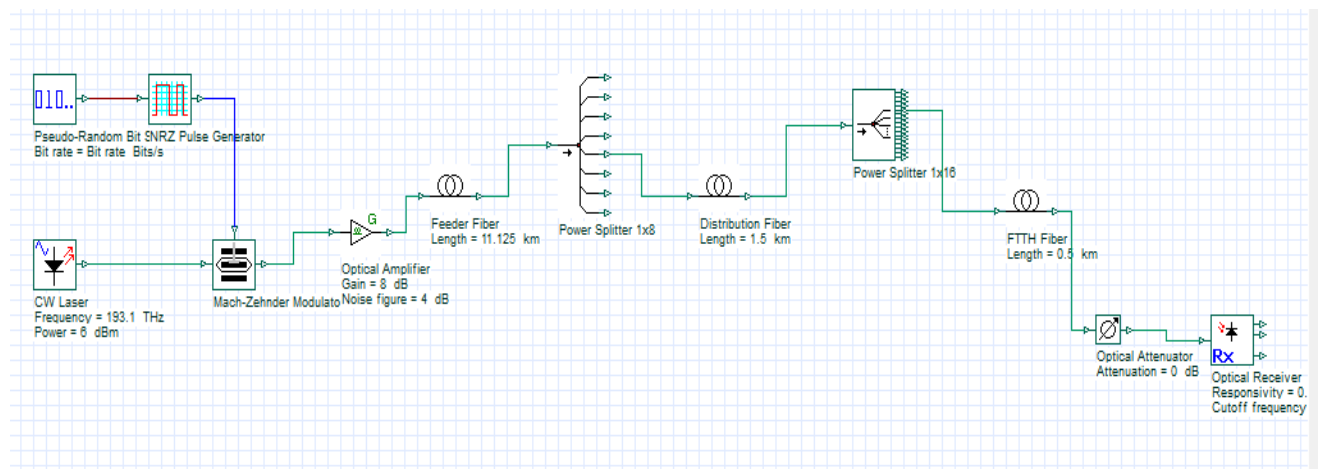 010..
Pseudo-Random Bit S
NRZ Pulse Generator
Bit rate = Bit rate Bits/s
CW Laser
Frequency = 193.1 THz
Power = 6 dBm
Mach-Zehnder Modulato
G
Optical Amplifier
Gain = 8 dB
Noise figure = 4 dB
Feeder Fiber
Length = 11.125 km
Power Splitter 1x8
Distribution Fiber
Length = 1.5 km
Power Splitter 1x16
FTTH Fiber
Length = 0.5 km
Optical Attenuator
Attenuation = 0 dB
Rx
Optical Receiver
Responsivity = 0.
Cutoff frequency